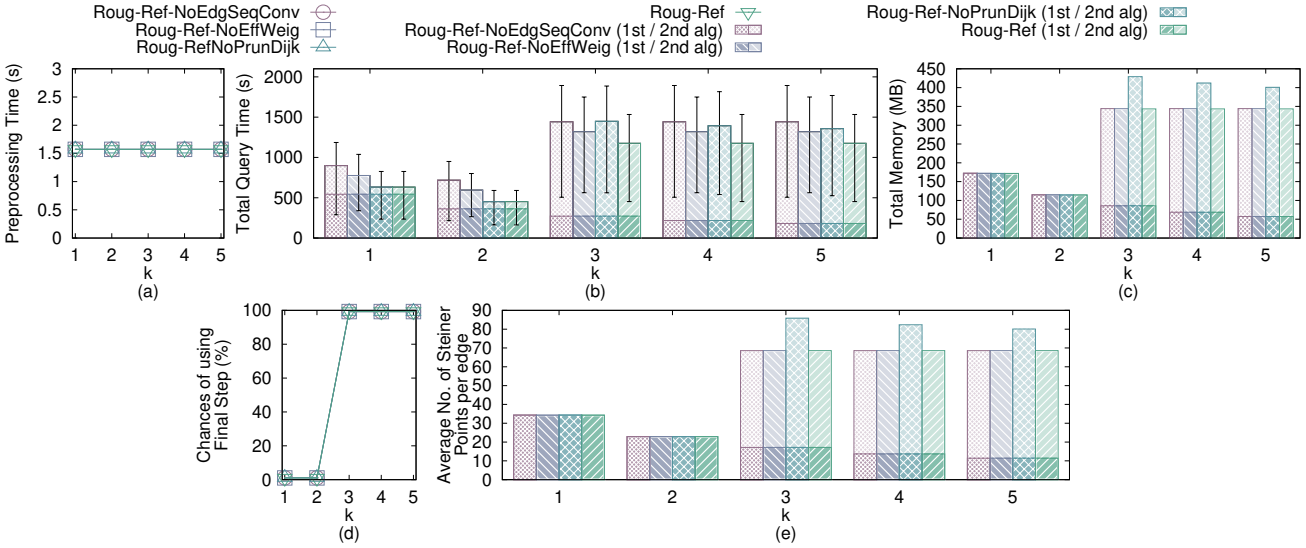 Roug-Ref-NoEdgSeqConv
Roug-Ref-NoEffWeig
Roug-RefNoPrunDijk
Roug-Ref
Roug-Ref-NoEdgSeqConv (1st / 2nd alg)
Roug-Ref-NoEffWeig (1st / 2nd alg)
Roug-Ref-NoPrunDijk (1st / 2nd alg)
Roug-Ref (1st / 2nd alg)
Preprocessing Time (s)
3
2.5
2
1.5
1
0.5
0
1 2 3 4 5
k
(a)
Total Query Time (s)
2000
1500
1000
500
0
1 2 3 4 5
k
(b)
Total Memory (MB)
450
400
350
300
250
200
150
100
50
0
1 2 3 4 5
k
(c)
Chances of using
Final Step (%)
100
80
60
40
20
0
1 2 3 4 5
k
(d)
Average No. of Steiner
Points per edge
90
80
70
60
50
40
30
20
10
0
1 2 3 4 5
k
(e)